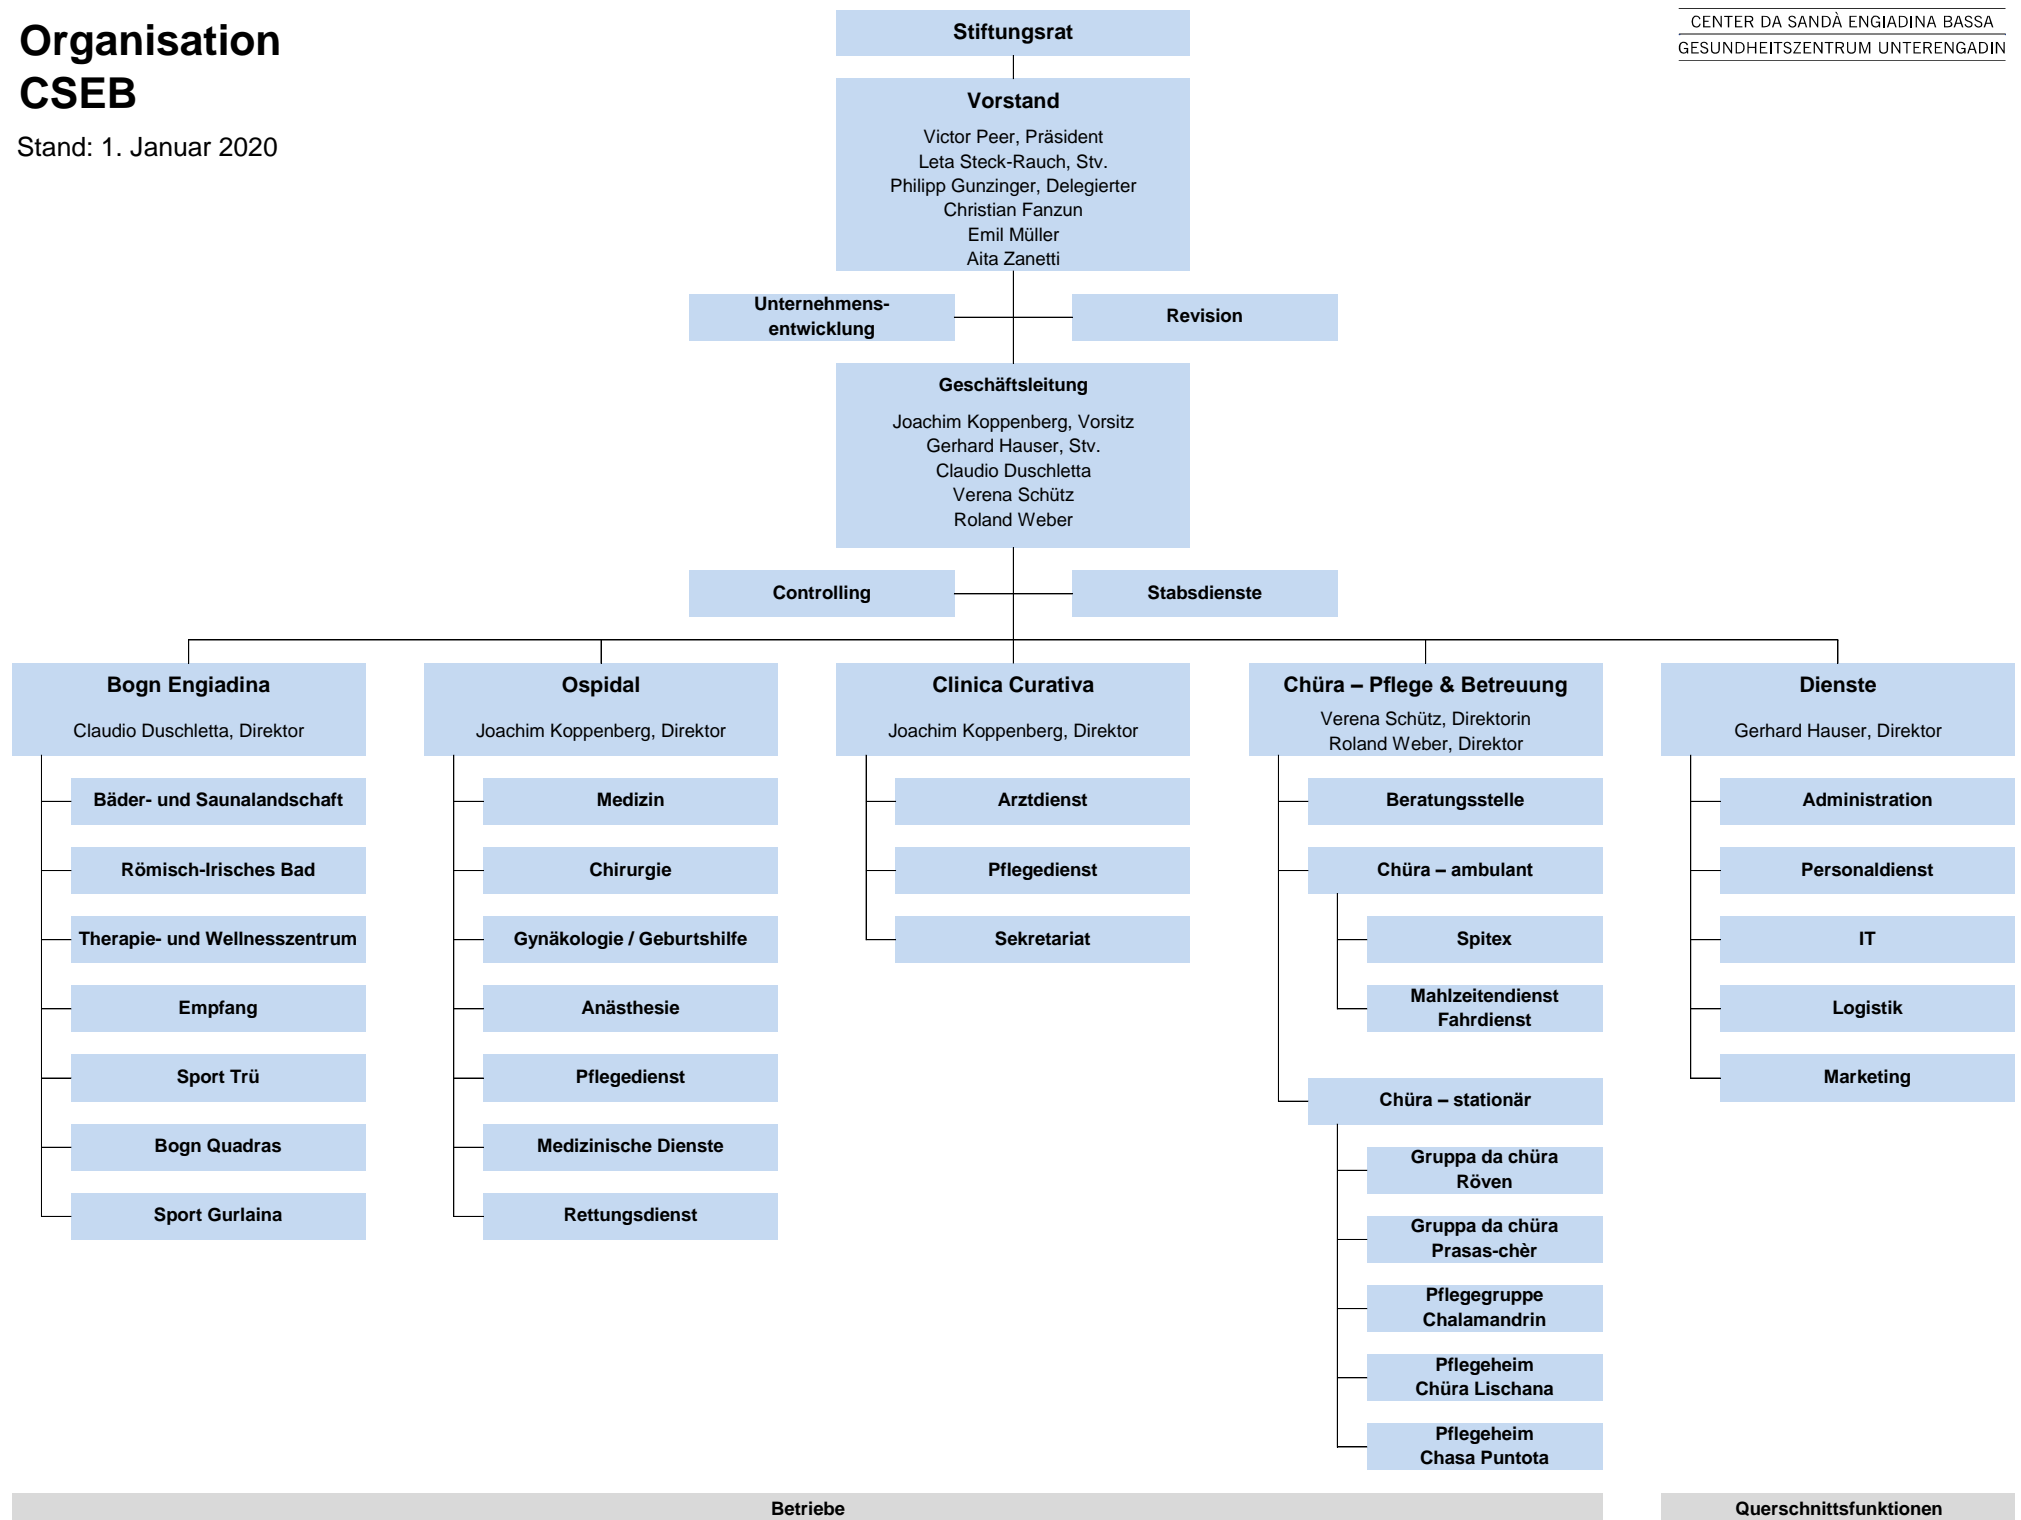 Organisation
CSEB
Stand: 1. Januar 2020
CENTER DA SANDÀ ENGIADINA BASSA
GESUNDHEITSZENTRUM UNTERENGADIN
Stiftungsrat
Vorstand
Victor Peer, Präsident
Leta Steck-Rauch, Stv.
Philipp Gunzinger, Delegierter
Christian Fanzun
Emil Müller
Aita Zanetti
Unternehmens-
entwicklung
Revision
Geschäftsleitung
Joachim Koppenberg, Vorsitz
Gerhard Hauser, Stv.
Claudio Duschletta
Verena Schütz
Roland Weber
Controlling
Stabsdienste
Bogn Engiadina
Claudio Duschletta, Direktor
Bäder- und Saunalandschaft
Römisch-Irisches Bad
Therapie- und Wellnesszentrum
Empfang
Sport Trü
Bogn Quadras
Sport Gurlaina
Ospidal
Joachim Koppenberg, Direktor
Medizin
Chirurgie
Gynäkologie / Geburtshilfe
Anästhesie
Pflegedienst
Medizinische Dienste
Rettungsdienst
Clinica Curativa
Joachim Koppenberg, Direktor
Arztdienst
Pflegedienst
Sekretariat
Chüra – Pflege & Betreuung
Verena Schütz, Direktorin
Roland Weber, Direktor
Beratungsstelle
Chüra – ambulant
Spitex
Mahlzeitendienst
Fahrdienst
Chüra – stationär
Gruppa da chüra
Röven
Gruppa da chüra
Prasas-chèr
Pflegegruppe
Chalamandrin
Pflegeheim
Chüra Lischana
Pflegeheim
Chasa Puntota
Dienste
Gerhard Hauser, Direktor
Administration
Personaldienst
IT
Logistik
Marketing
Betriebe
Querschnittsfunktionen